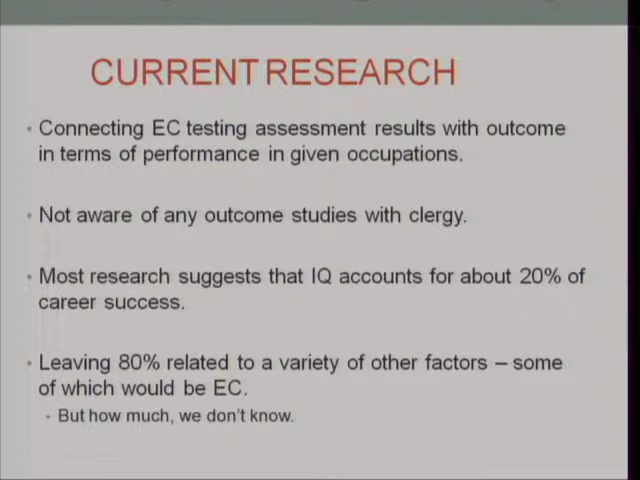 CURRENT RESEARCH
• Connecting EC testing assessment results with outcome
in terms of performance in given occupations.
• Not aware of any outcome studies with clergy.
• Most research suggests that IQ accounts for about 20% of
career success.
• Leaving 80% related to a variety of other factors – some
of which would be EC.
• But how much, we don't know.